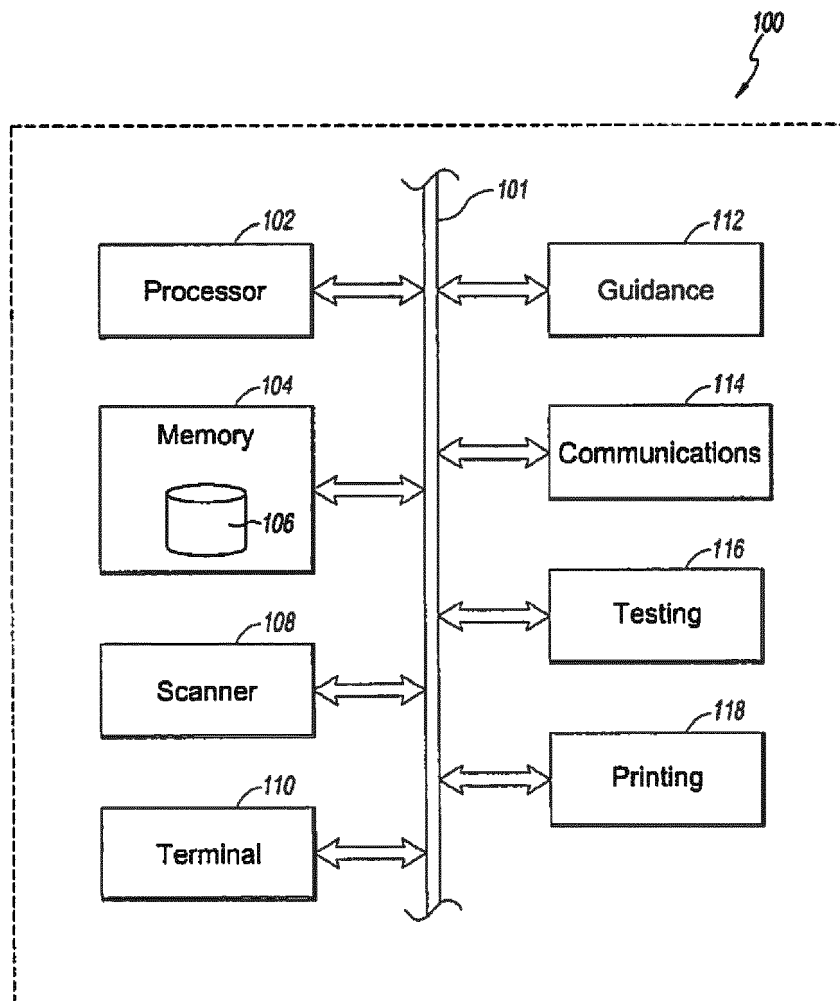 100
101
102
Processor
104
Memory
106
108
Scanner
110
Terminal
112
Guidance
114
Communications
116
Testing
118
Printing